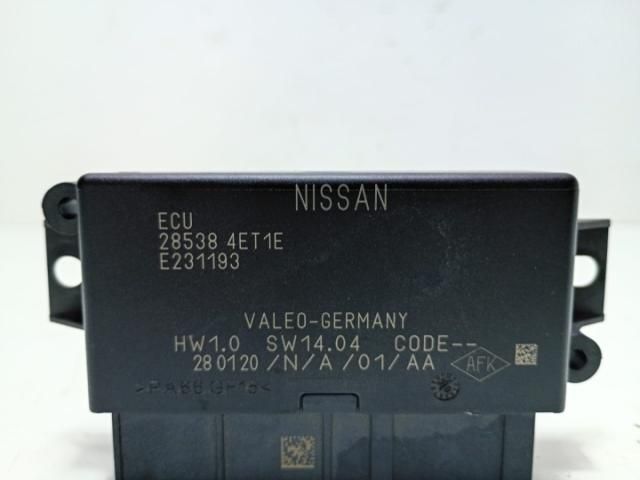 NISSAN
ECU
28538 4ET1E
E231193
VALEO-GERMANY
HW1.0 SW14.04 CODE--
280120/N/A/01/AA AFK
>PA66 GF15<